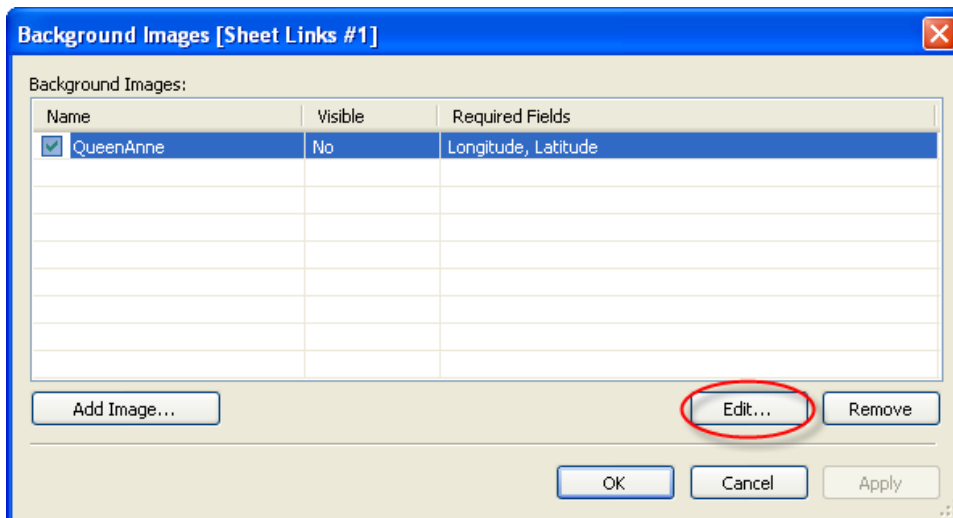 Background Images [Sheet Links #1]
Background Images:
Name Visible Required Fields
QueenAnne No Longitude, Latitude
Add Image... Edit... Remove
OK Cancel Apply